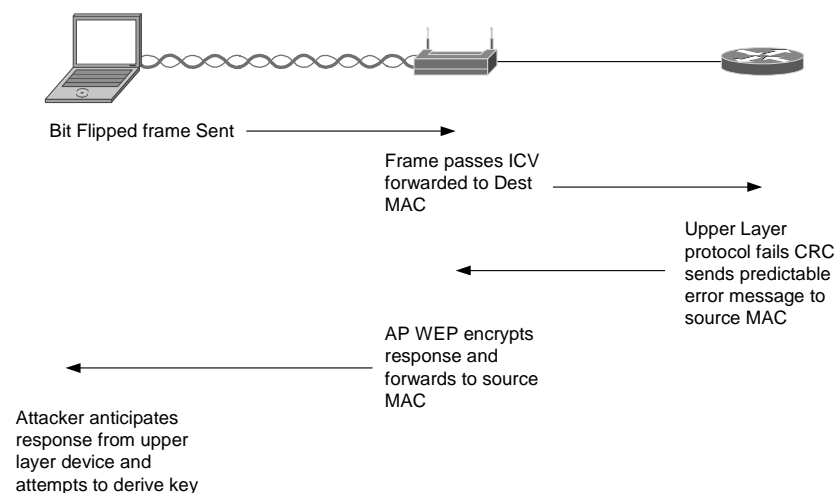 Bit Flipped frame Sent
Frame passes ICV
forwarded to Dest
MAC
Upper Layer
protocol fails CRC
sends predictable
error message to
source MAC
AP WEP encrypts
response and
forwards to source
MAC
Attacker anticipates
response from upper
layer device and
attempts to derive key